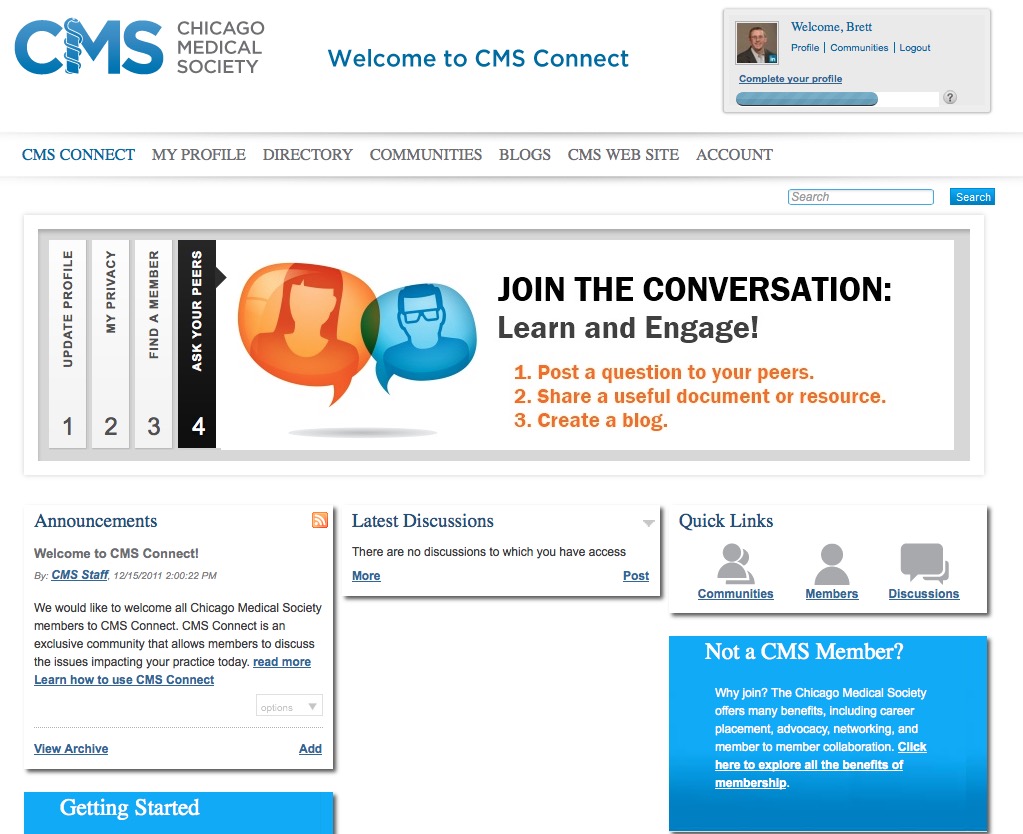 CMS
CHICAGO
MEDICAL
SOCIETY
Welcome to CMS Connect
Welcome, Brett
Profile | Communities | Logout
in
Complete your profile
?
CMS CONNECT MY PROFILE DIRECTORY COMMUNITIES BLOGS CMS WEB SITE ACCOUNT
Search Search
UPDATE PROFILE 1
MY PRIVACY 2
FIND A MEMBER 3
ASK YOUR PEERS 4
JOIN THE CONVERSATION:
Learn and Engage!
1. Post a question to your peers.
2. Share a useful document or resource.
3. Create a blog.
Announcements
Welcome to CMS Connect!
By: CMS Staff, 12/15/2011 2:00:22 PM
We would like to welcome all Chicago Medical Society
members to CMS Connect. CMS Connect is an
exclusive community that allows members to discuss
the issues impacting your practice today. read more
Learn how to use CMS Connect
options
View Archive Add
Getting Started
Latest Discussions
There are no discussions to which you have access
More Post
Quick Links
Communities Members Discussions
Not a CMS Member?
Why join? The Chicago Medical Society
offers many benefits, including career
placement, advocacy, networking, and
member to member collaboration. Click
here to explore all the benefits of
membership.